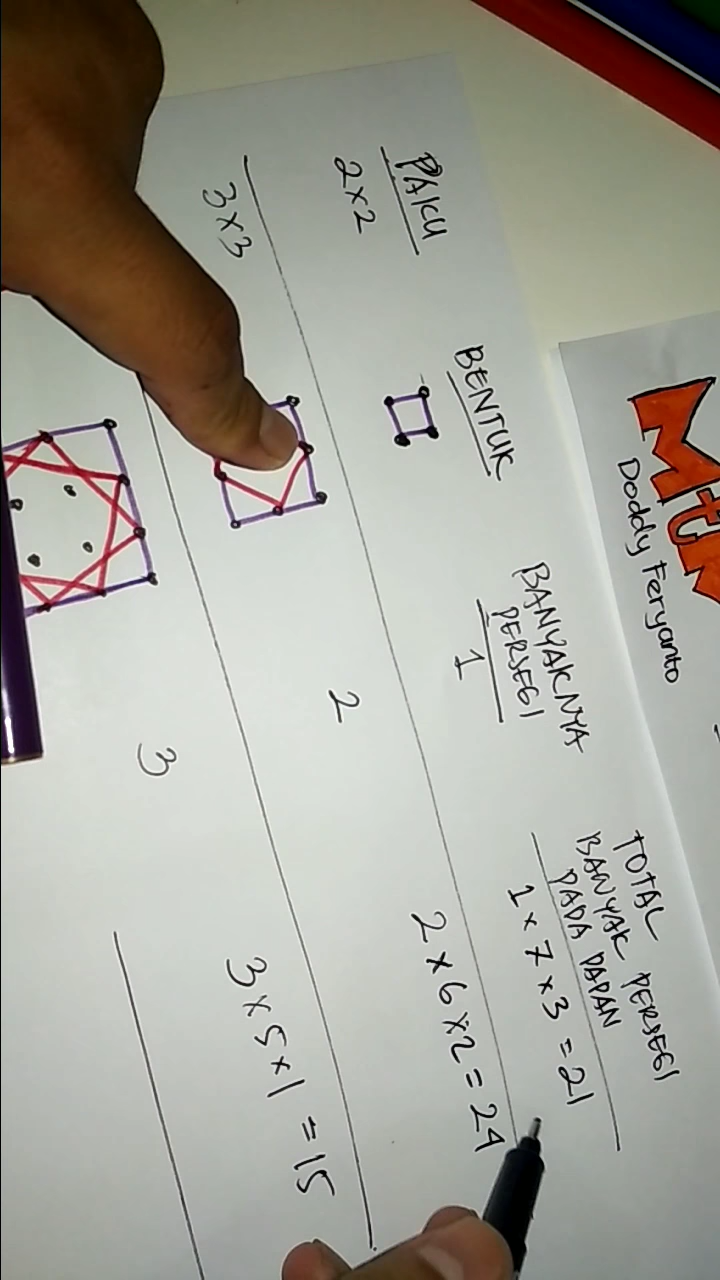 Mt
Doddy Feryanto
PAKU
BENTUK
BANYAKNYA
PERSEGI
TOTAL
BANYAK PERSEGI
PADA PAPAN
2x2
1
1 x 7 x 3 = 21
3x3
2
2 x 6 x 2 = 24
3
3 x 5 x 1 = 15